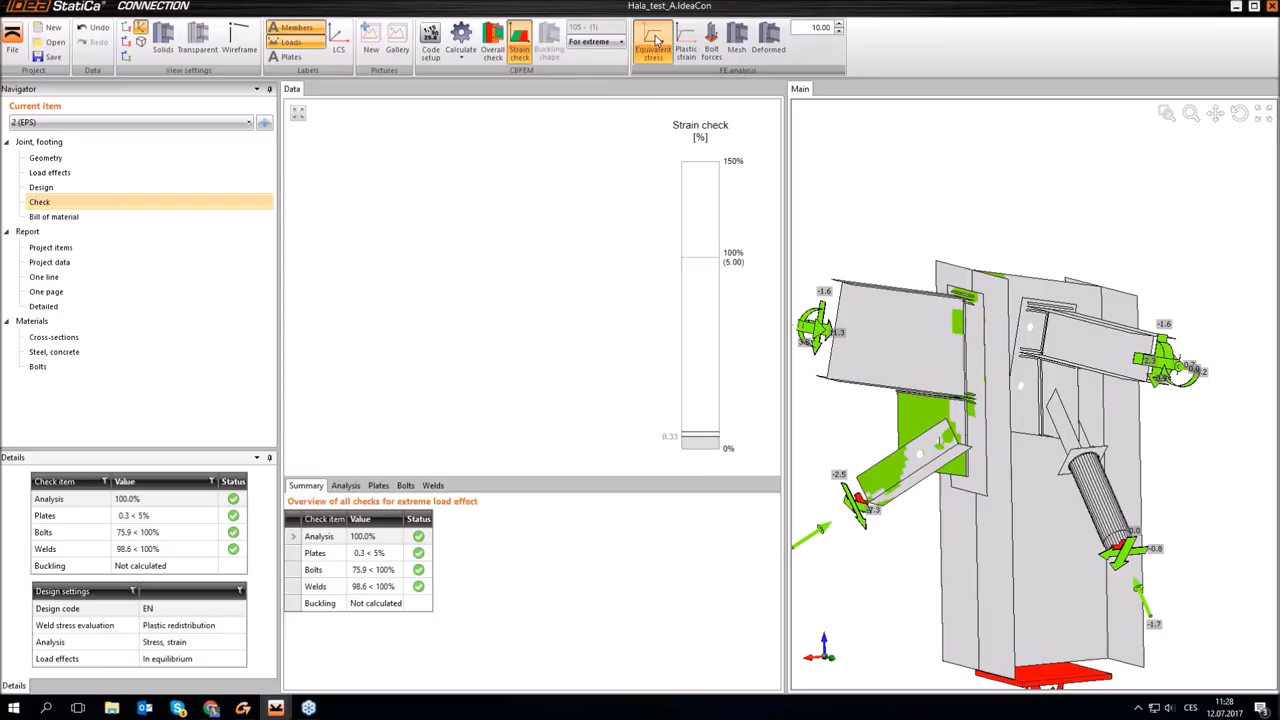 IDEA StatiCa® CONNECTION
Hala_test_A.IdeaCon
File
New
Open
Save
Project
Undo
Redo
Data
Solids
Transparent
Wireframe
View settings
Members
Loads
Plates
LCS
Labels
New
Gallery
Pictures
Code setup
Calculate
Overall check
Strain check
Buckling shape
105 - (1)
For extreme
CBFEM
Equivalent stress
Plastic strain
Bolt forces
Mesh
Deformed
10.00
FE analysis
Navigator
Current item
2 (EPS)
Joint, footing
Geometry
Load effects
Design
Check
Bill of material
Report
Project items
Project data
One line
One page
Detailed
Materials
Cross-sections
Steel, concrete
Bolts
Details
Check item Value Status
Analysis 100.0%
Plates 0.3 < 5%
Bolts 75.9 < 100%
Welds 98.6 < 100%
Buckling Not calculated
Design settings
Design code EN
Weld stress evaluation Plastic redistribution
Analysis Stress, strain
Load effects In equilibrium
Details
Data
Strain check
[%]
150%
100%
(5.00)
0.33
0%
Summary Analysis Plates Bolts Welds
Overview of all checks for extreme load effect
Check item Value Status
> Analysis 100.0%
Plates 0.3 < 5%
Bolts 75.9 < 100%
Welds 98.6 < 100%
Buckling Not calculated
Main
-1.6
-1.6
-2.5
-0.8
-1.7
CES
11:28
12.07.2017